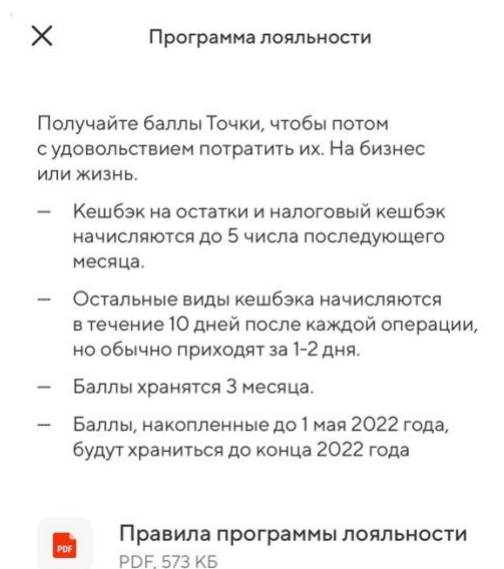 Программа лояльности
Получайте баллы Точки, чтобы потом
с удовольствием потратить их. На бизнес
или жизнь.
— Кешбэк на остатки и налоговый кешбэк
начисляются до 5 числа последующего
месяца.
— Остальные виды кешбэка начисляются
в течение 10 дней после каждой операции,
но обычно приходят за 1-2 дня.
— Баллы хранятся 3 месяца.
— Баллы, накопленные до 1 мая 2022 года,
будут храниться до конца 2022 года
PDF
Правила программы лояльности
PDF, 573 КБ